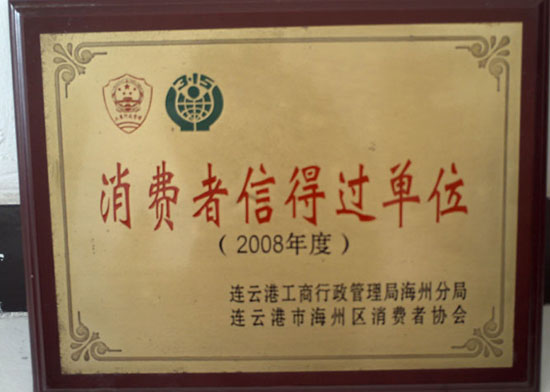 3·15
消费者信得过单位
(2008年度)
连云港工商行政管理局海州分局
连云港市海州区消费者协会